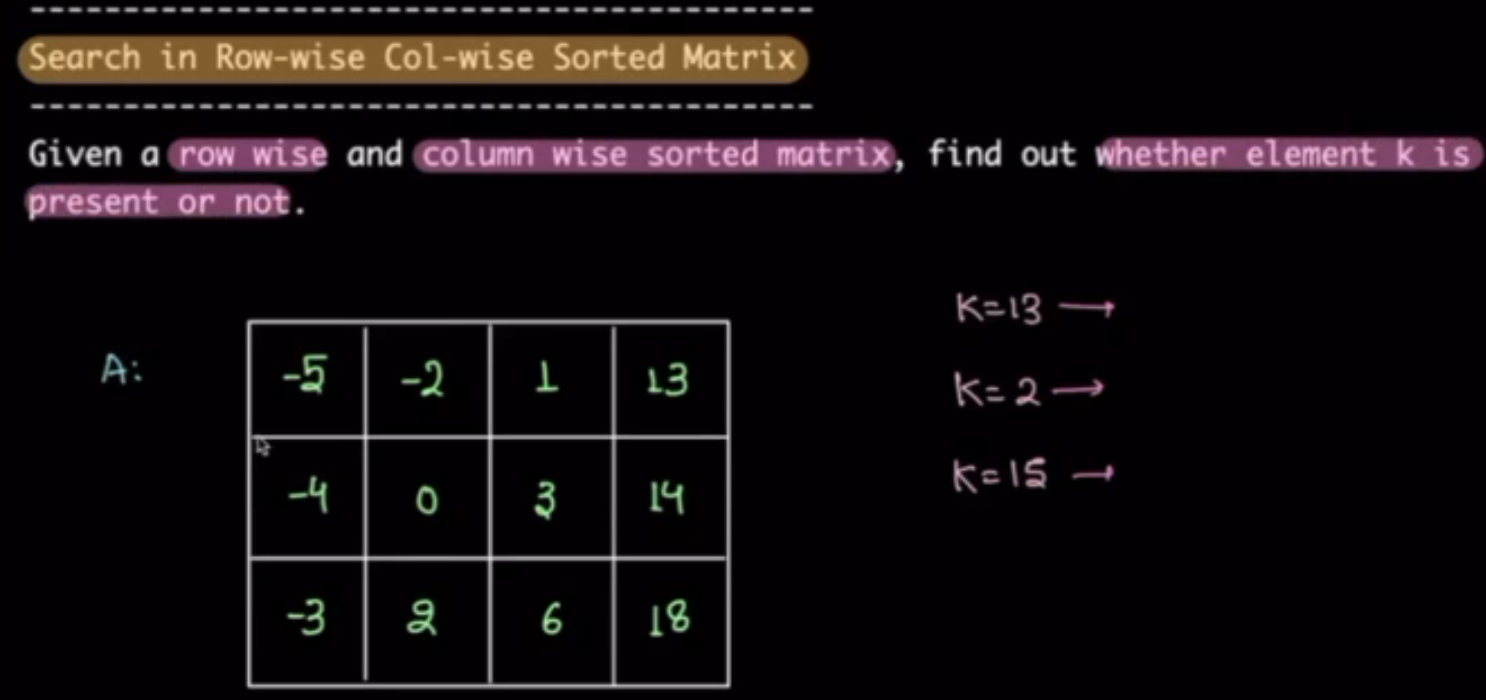 ----------------------------------------
Search in Row-wise Col-wise Sorted Matrix
----------------------------------------
Given a row wise and column wise sorted matrix, find out whether element k is
present or not.
K=13 →
A:
-5 -2 1 13
K=2 →
K=15 →
-4 0 3 14
-3 2 6 18